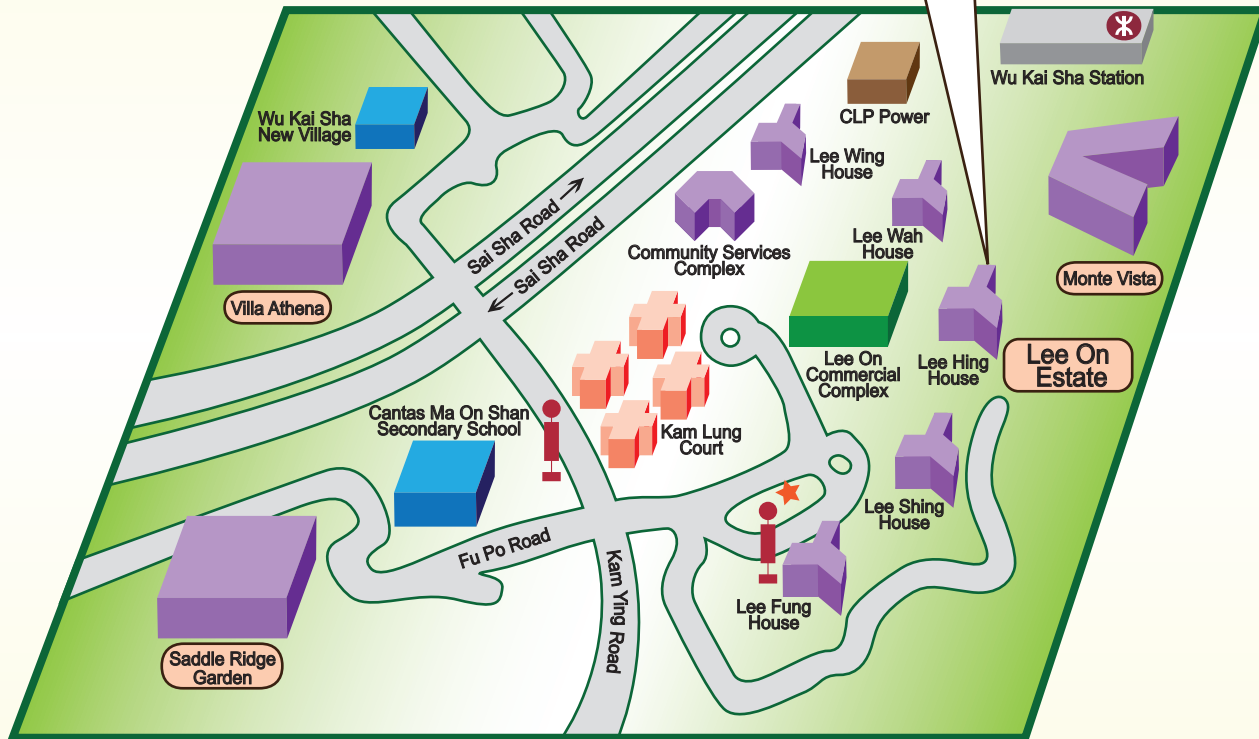 Wu Kai Sha Station
CLP Power
Wu Kai Sha
New Village
Lee Wing
House
Lee Wah
House
Community Services
Complex
Sai Sha Road
Sai Sha Road
Monte Vista
Villa Athena
Lee On
Commercial
Complex
Lee Hing
House
Lee On
Estate
Cantas Ma On Shan
Secondary School
Kam Lung
Court
Lee Shing
House
Fu Po Road
Kam Ying Road
Lee Fung
House
Saddle Ridge
Garden